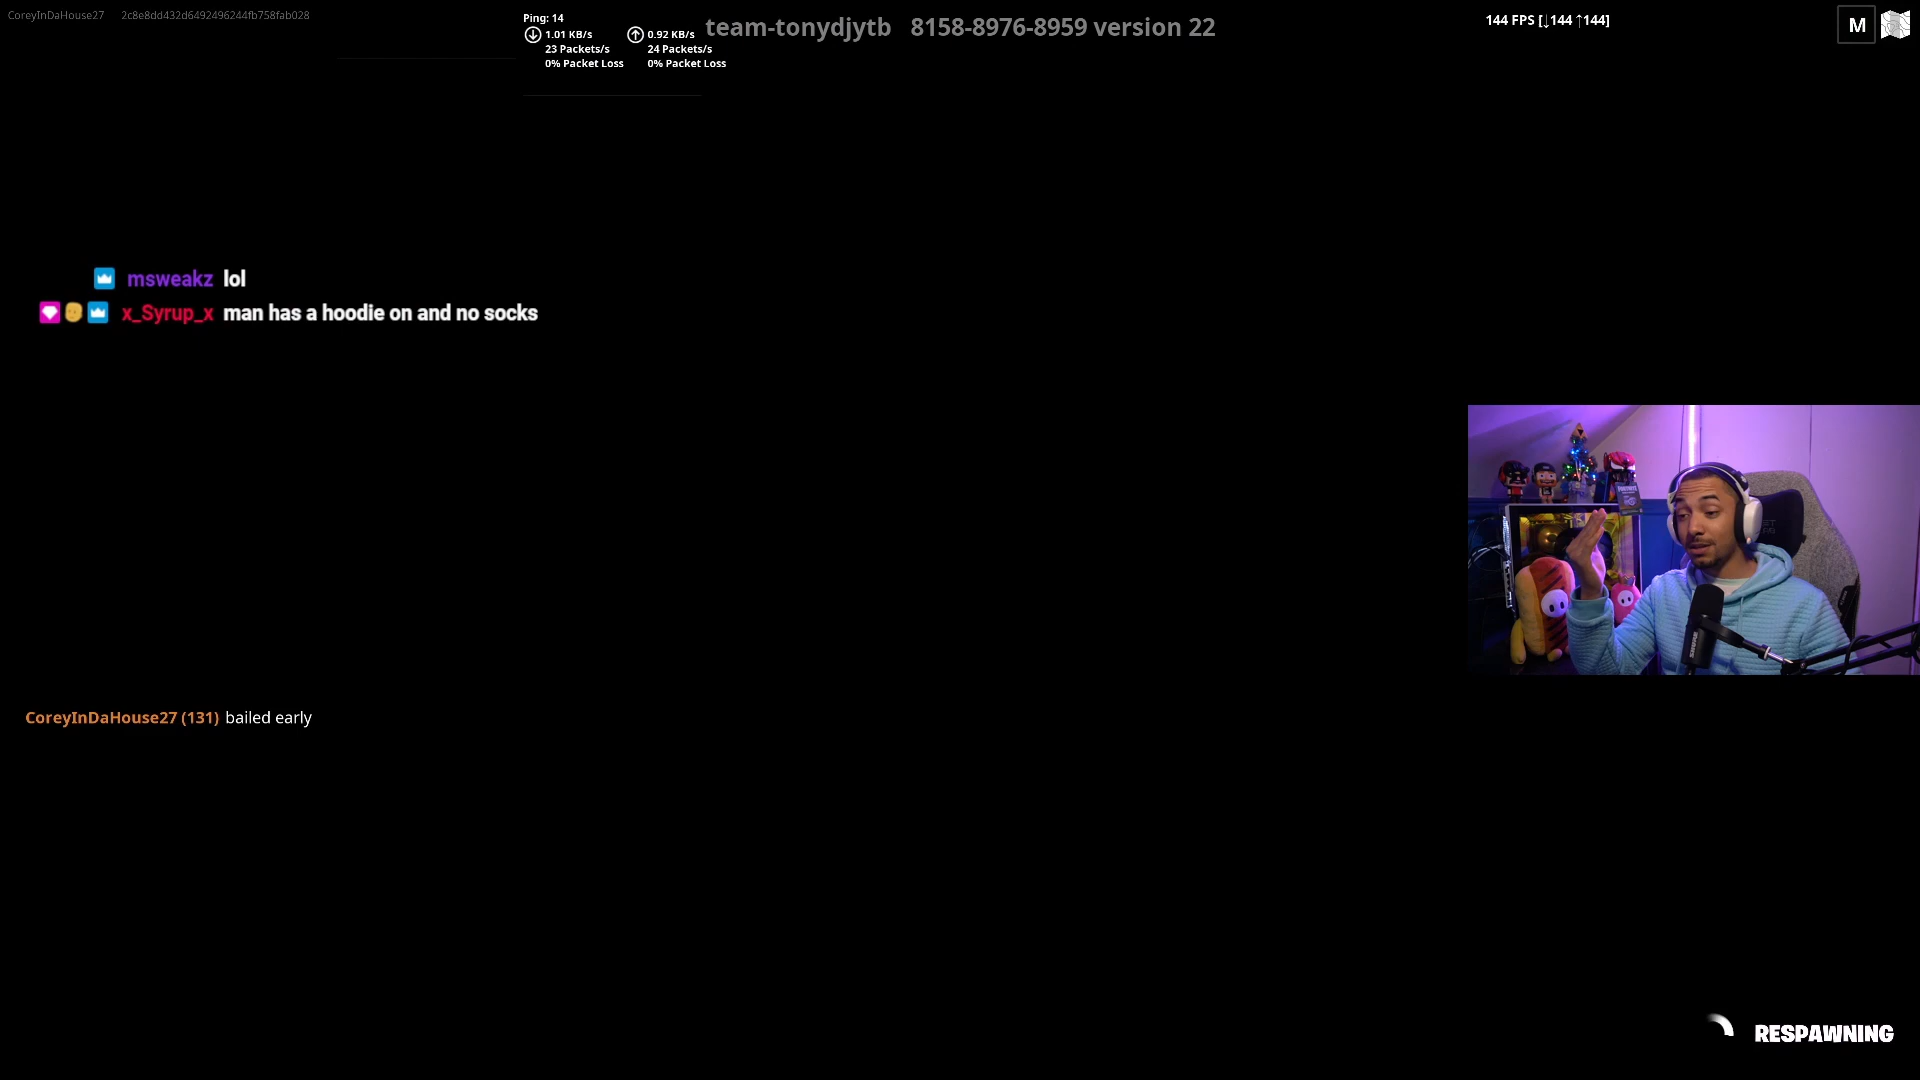 CoreyInDaHouse27 2c8e8dd432d6492496244fb758fab028
Ping: 14
1.01 KB/s 0.92 KB/s
23 Packets/s 24 Packets/s
0% Packet Loss 0% Packet Loss
team-tonydjytb 8158-8976-8959 version 22
144 FPS [↓144 ↑144]
M
msweakz lol
x_Syrup_x man has a hoodie on and no socks
CoreyInDaHouse27 (131) bailed early
RESPAWNING